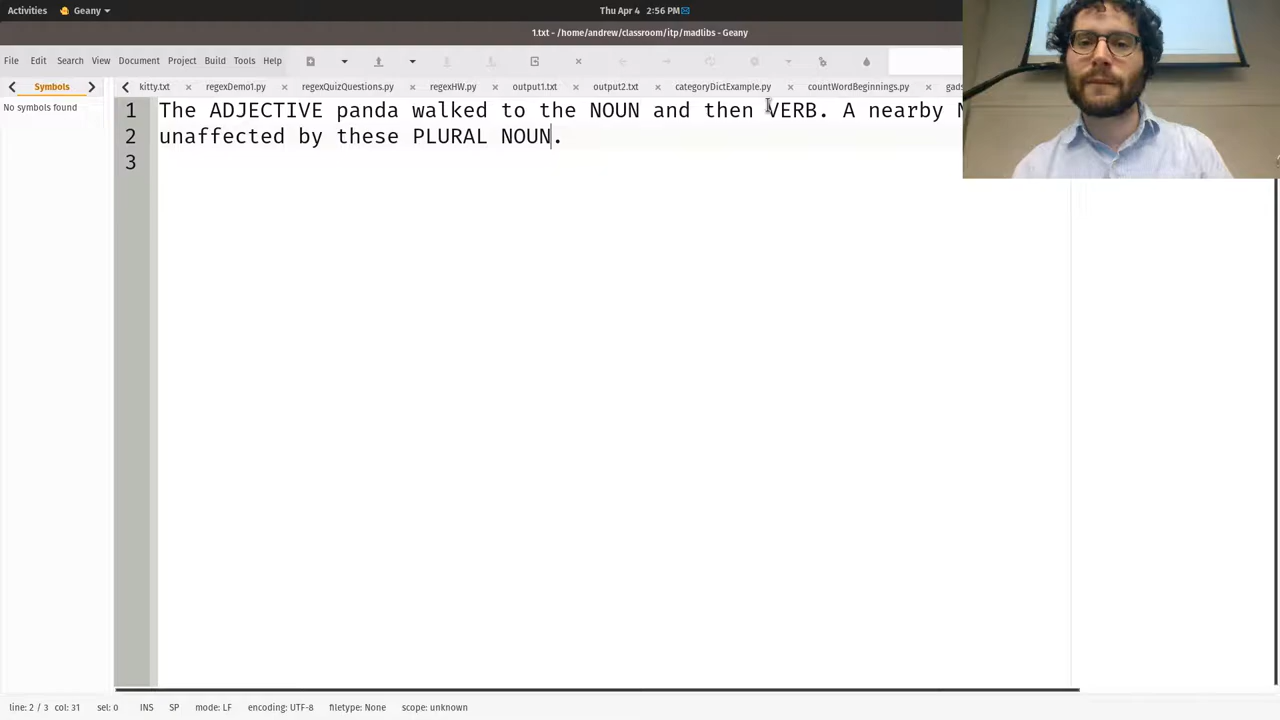 Activities Geany Thu Apr 4 2:56 PM
1.txt - /home/andrew/classroom/itp/madlibs - Geany
File Edit Search View Document Project Build Tools Help
Symbols kitty.txt regexDemo1.py regexQuizQuestions.py regexHW.py output1.txt output2.txt categoryDictExample.py countWordBeginnings.py
No symbols found
1 The ADJECTIVE panda walked to the NOUN and then VERB. A nearby
2 unaffected by these PLURAL NOUN.
3
line: 2 / 3 col: 31 sel: 0 INS SP mode: LF encoding: UTF-8 filetype: None scope: unknown